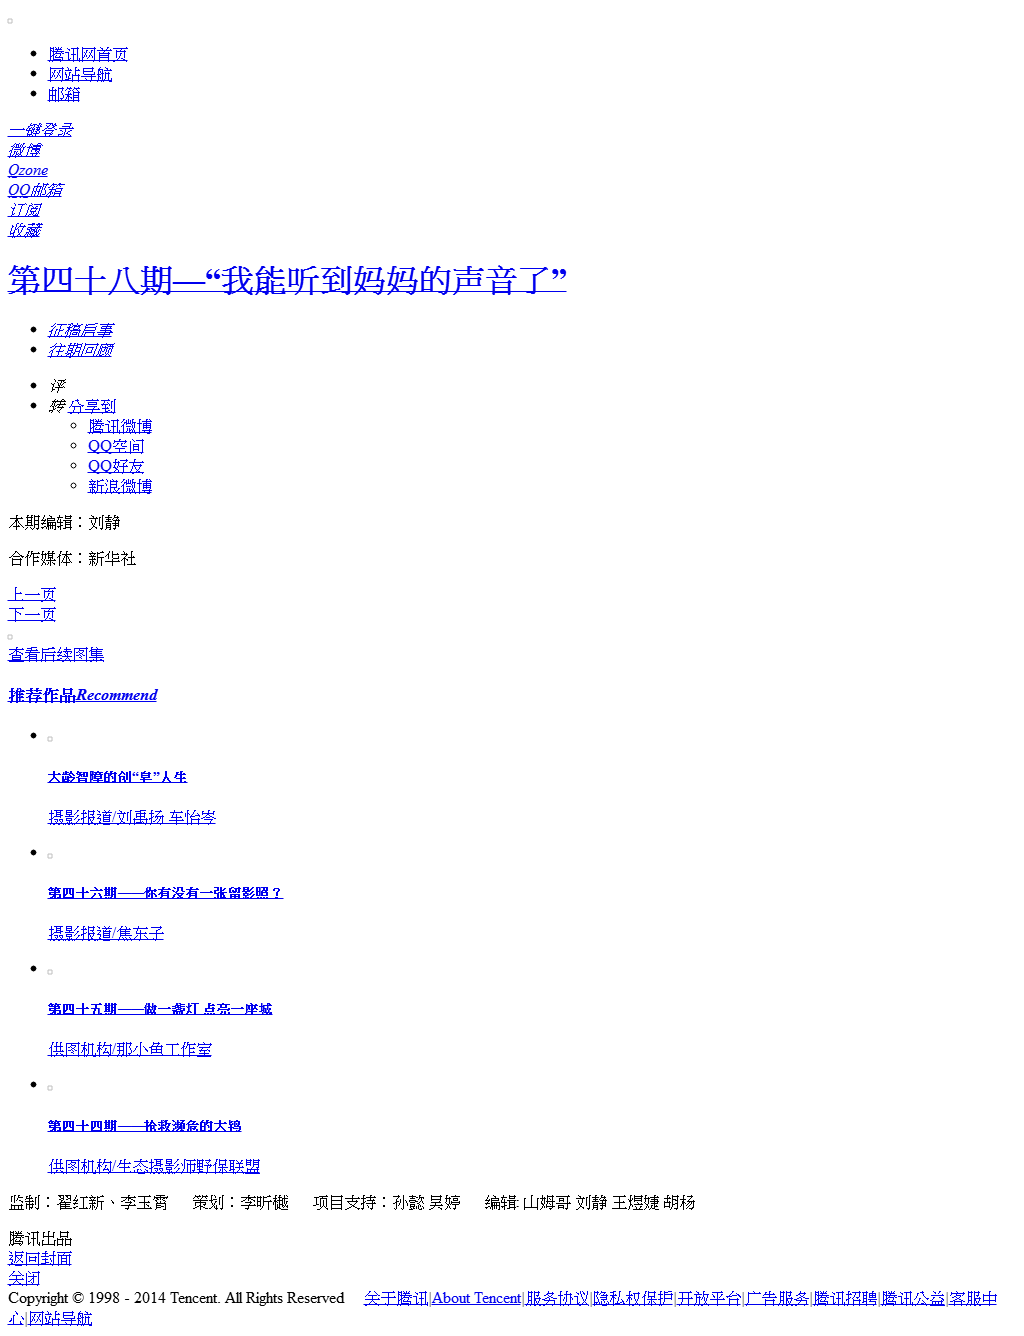 腾讯网首页
网站导航
邮箱
一键登录
微博
Qzone
QQ邮箱
订阅
收藏
第四十八期—“我能听到妈妈的声音了”
征稿启事
往期回顾
评
转 分享到
腾讯微博
QQ空间
QQ好友
新浪微博
本期编辑：刘静
合作媒体：新华社
上一页
下一页
查看后续图集
推荐作品Recommend
大龄智障的创“皂”人生
摄影报道/刘禹扬 车怡岑
第四十六期——你有没有一张留影照？
摄影报道/焦东子
第四十五期——做一盏灯 点亮一座城
供图机构/那小鱼工作室
第四十四期——抢救濒危的大鸨
供图机构/生态摄影师野保联盟
监制：翟红新、李玉霄 策划：李昕樾 项目支持：孙懿 昊婷 编辑: 山姆哥 刘静 王煜婕 胡杨
腾讯出品
返回封面
关闭
Copyright © 1998 - 2014 Tencent. All Rights Reserved 关于腾讯|About Tencent|服务协议|隐私权保护|开放平台|广告服务|腾讯招聘|腾讯公益|客服中
心|网站导航